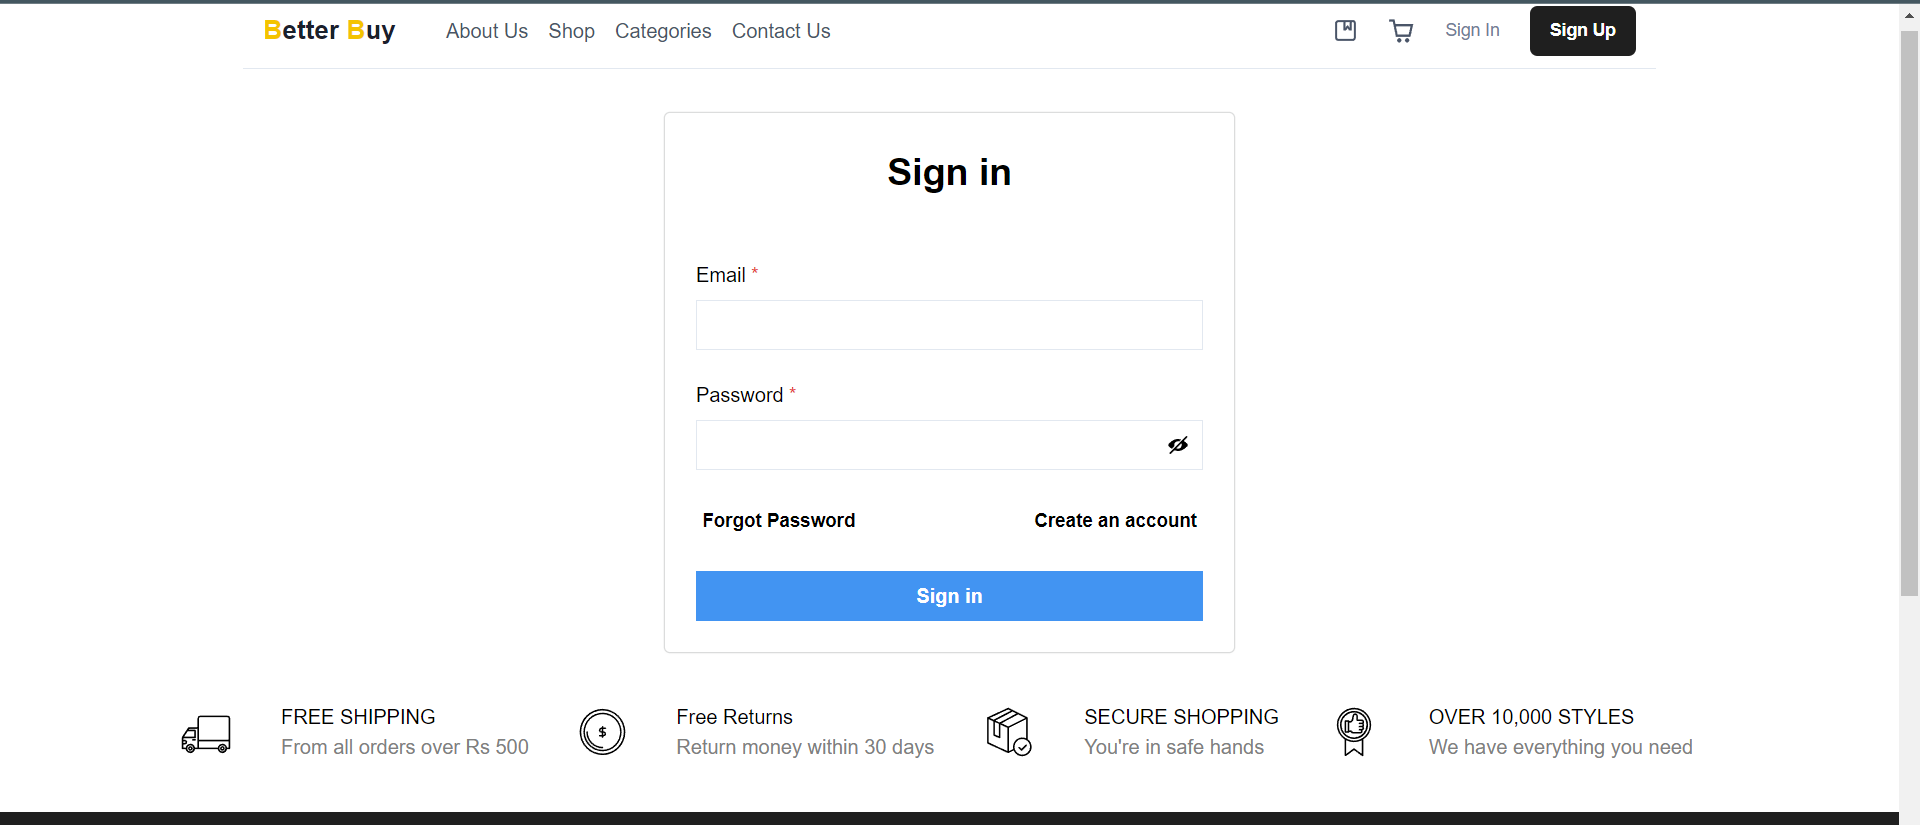 Better Buy About Us Shop Categories Contact Us Sign In Sign Up
Sign in
Email *
Password *
Forgot Password Create an account
Sign in
FREE SHIPPING
From all orders over Rs 500
$
Free Returns
Return money within 30 days
SECURE SHOPPING
You're in safe hands
OVER 10,000 STYLES
We have everything you need